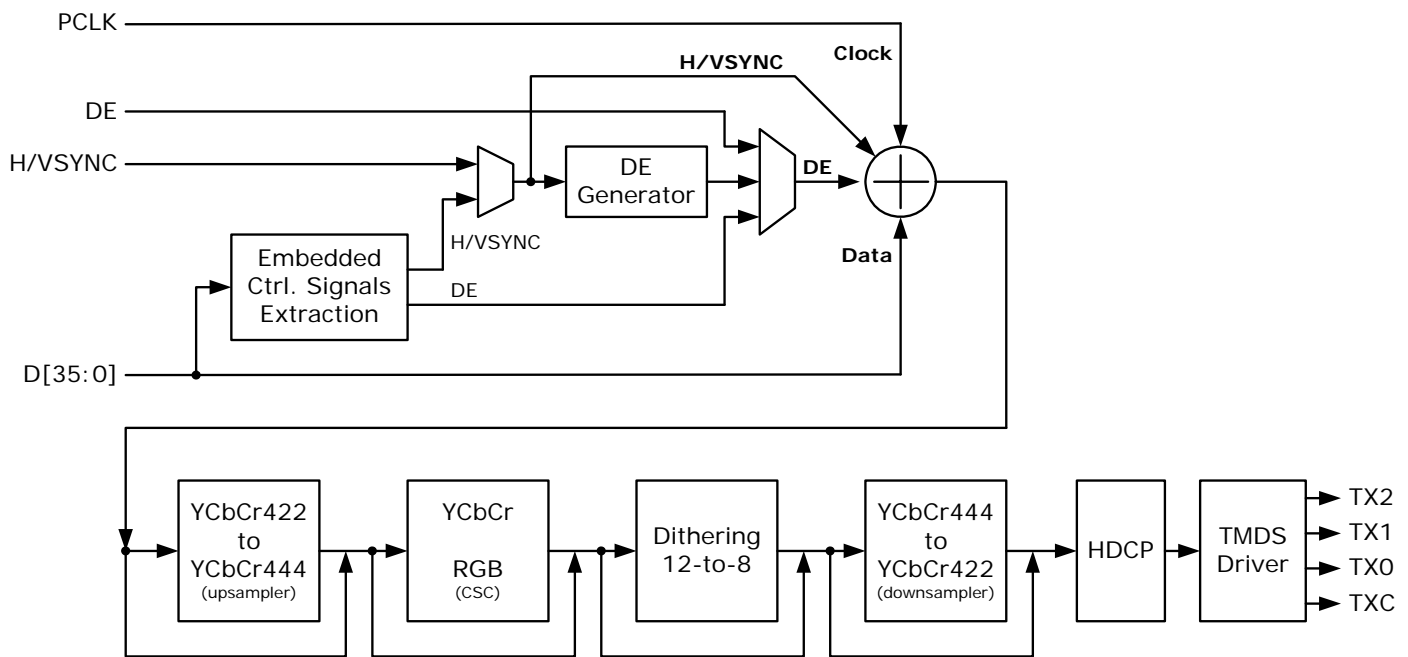 PCLK
Clock
H/VSYNC
DE
H/VSYNC
DE
Generator
DE
H/VSYNC
Embedded
Ctrl. Signals
Extraction
DE
Data
D[35:0]
YCbCr422
to
YCbCr444
(upsampler)
YCbCr
RGB
(CSC)
Dithering
12-to-8
YCbCr444
to
YCbCr422
(downsampler)
HDCP
TMDS
Driver
TX2
TX1
TX0
TXC